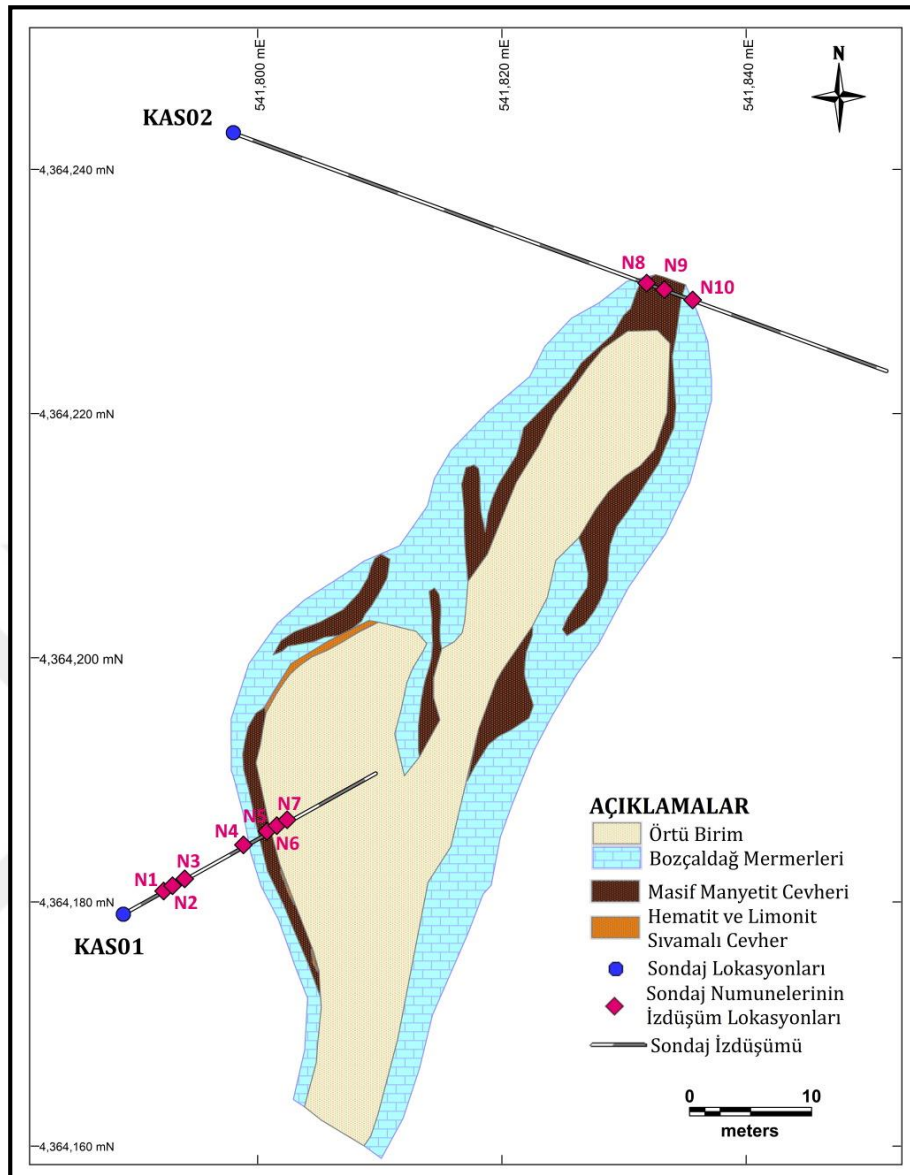 541,800 mE
541,820 mE
541,840 mE
N
KAS02
4,364,240 mN
N8
N9
N10
4,364,220 mN
4,364,200 mN
N7
N5
N4
N6
N3
N1
N2
4,364,180 mN
KAS01
AÇIKLAMALAR
Örtü Birim
Bozçaldağ Mermerleri
Masif Manyetit Cevheri
Hematit ve Limonit
Sıvamalı Cevher
Sondaj Lokasyonları
Sondaj Numunelerinin
İzdüşüm Lokasyonları
Sondaj İzdüşümü
0 10
meters
4,364,160 mN